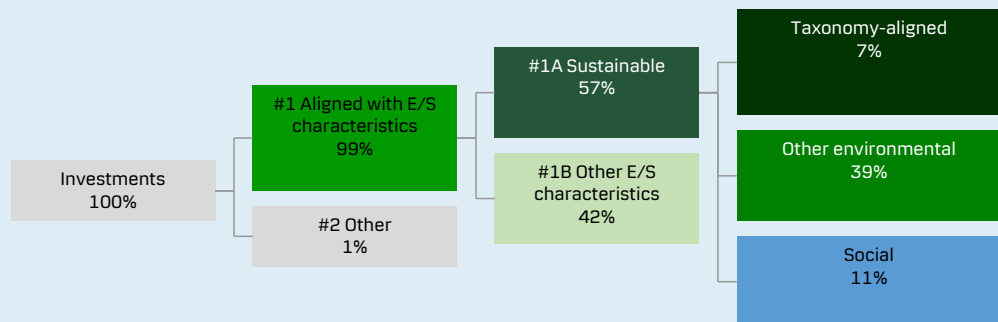 Investments
100%
#1 Aligned with E/S
characteristics
99%
#2 Other
1%
#1A Sustainable
57%
#1B Other E/S
characteristics
42%
Taxonomy-aligned
7%
Other environmental
39%
Social
11%